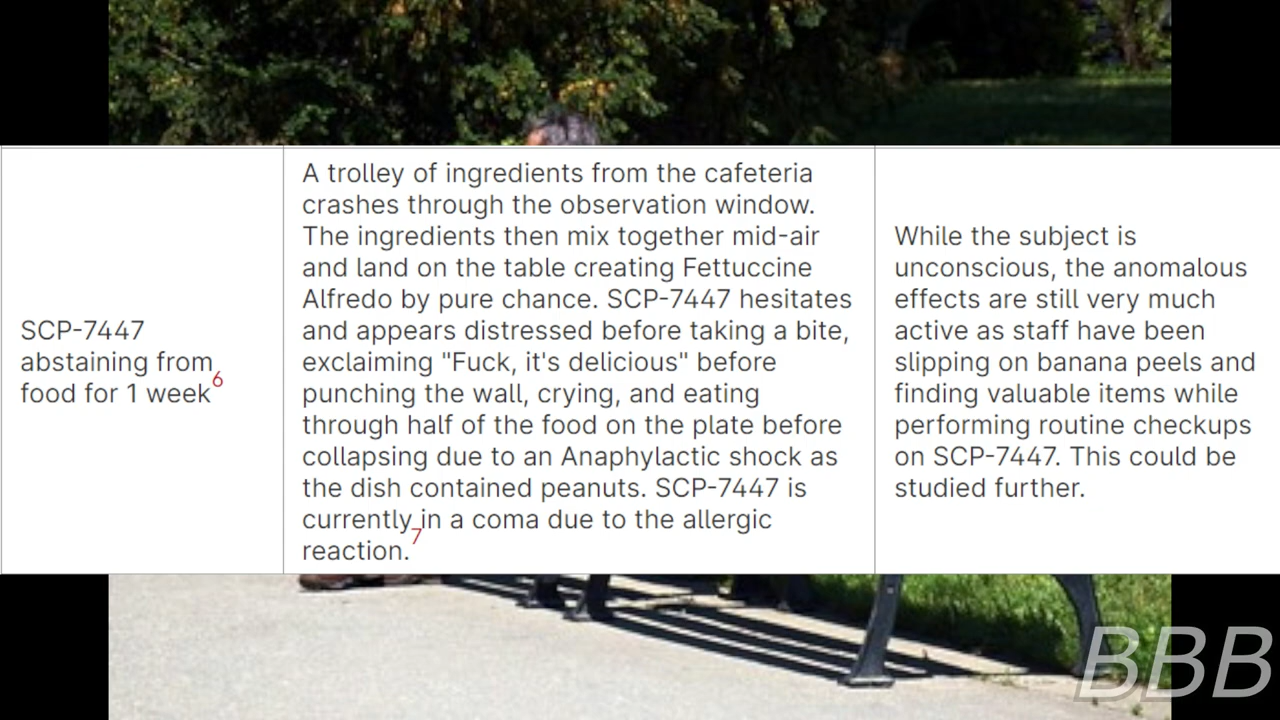 SCP-7447
abstaining from
food for 1 week6
A trolley of ingredients from the cafeteria
crashes through the observation window.
The ingredients then mix together mid-air
and land on the table creating Fettuccine
Alfredo by pure chance. SCP-7447 hesitates
and appears distressed before taking a bite,
exclaiming "Fuck, it's delicious" before
punching the wall, crying, and eating
through half of the food on the plate before
collapsing due to an Anaphylactic shock as
the dish contained peanuts. SCP-7447 is
currently in a coma due to the allergic
reaction.7
While the subject is
unconscious, the anomalous
effects are still very much
active as staff have been
slipping on banana peels and
finding valuable items while
performing routine checkups
on SCP-7447. This could be
studied further.
BBB